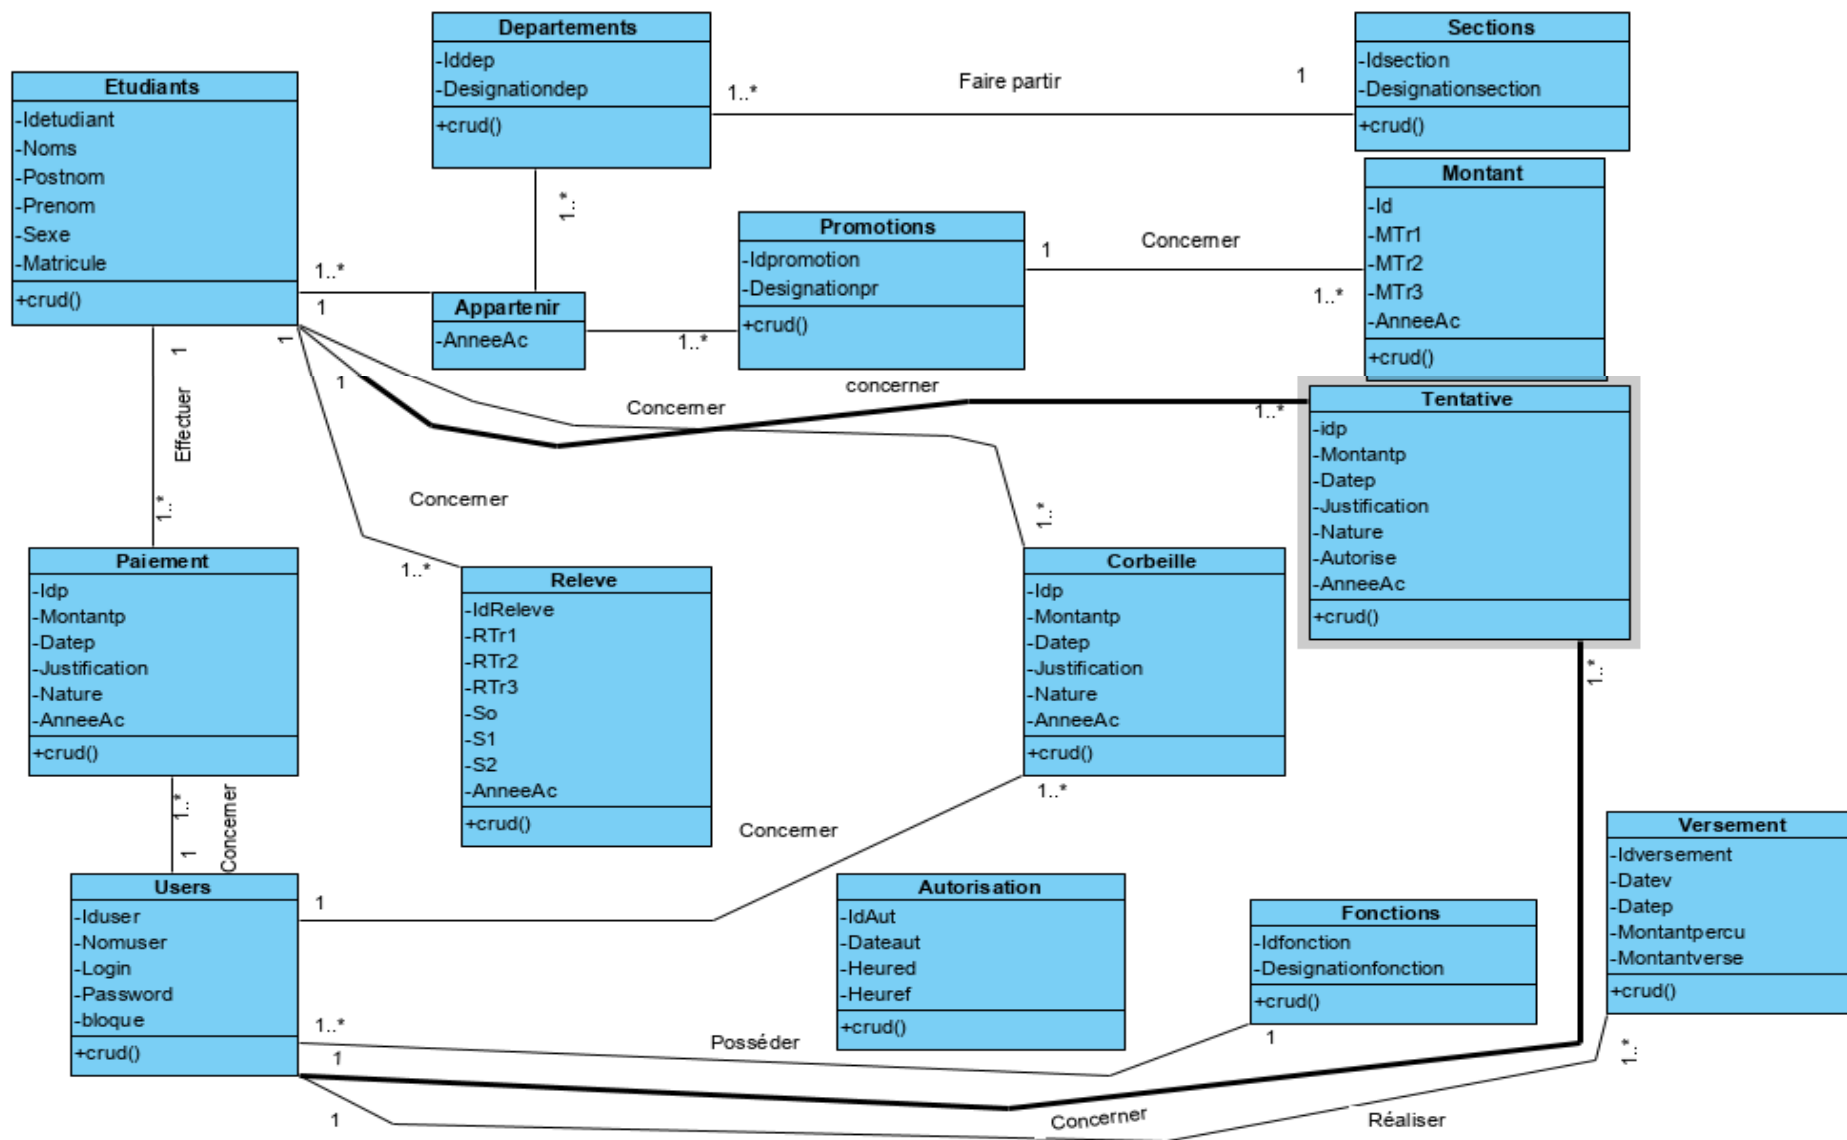 Departements
-Iddep
-Designationdep
+crud()
Sections
-Idsection
-Designationsection
+crud()
1..*
Faire partir
1
Etudiants
-Idetudiant
-Noms
-Postnom
-Prenom
-Sexe
-Matricule
+crud()
1..*
1..*
1
1
1
1
Appartenir
-AnneeAc
1..*
Promotions
-Idpromotion
-Designationpr
+crud()
1
Concerner
1..*
Montant
-Id
-MTr1
-MTr2
-MTr3
-AnneeAc
+crud()
concerner
Concerner
1..*
Tentative
-idp
-Montantp
-Datep
-Justification
-Nature
-Autorise
-AnneeAc
+crud()
1..*
Effectuer
1..*
Concerner
1..*
1..*
Paiement
-Idp
-Montantp
-Datep
-Justification
-Nature
-AnneeAc
+crud()
Releve
-IdReleve
-RTr1
-RTr2
-RTr3
-So
-S1
-S2
-AnneeAc
+crud()
Corbeille
-Idp
-Montantp
-Datep
-Justification
-Nature
-AnneeAc
+crud()
1..*
1..*
Concerner
1
Concerner
Users
-Iduser
-Nomuser
-Login
-Password
-bloque
+crud()
1
1..*
1
1
Autorisation
-IdAut
-Dateaut
-Heured
-Heuref
+crud()
Fonctions
-Idfonction
-Designationfonction
+crud()
Versement
-Idversement
-Datev
-Datep
-Montantpercu
-Montantverse
+crud()
Posséder
1
1..*
Concerner
Réaliser